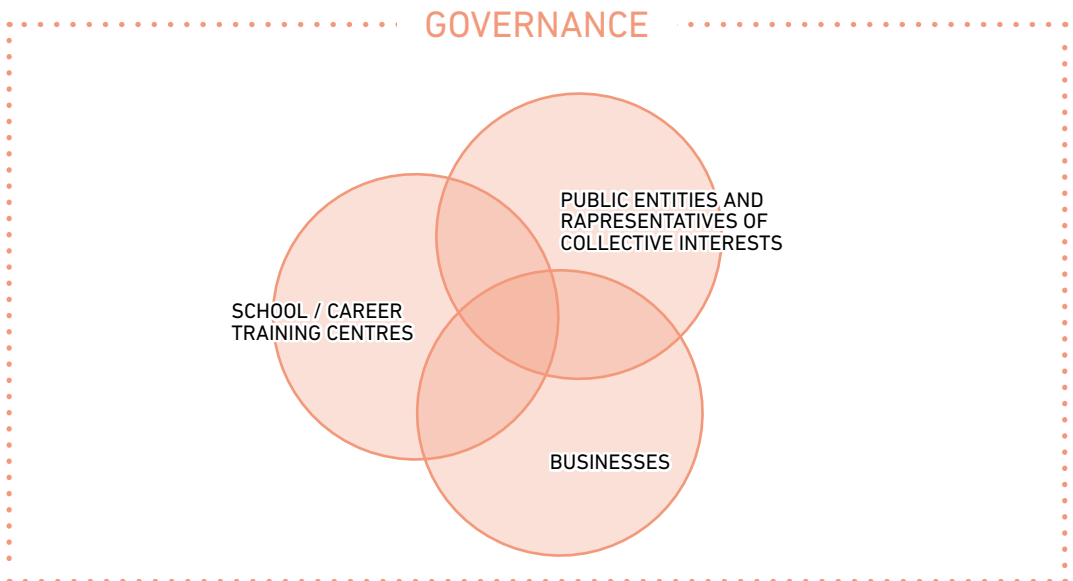 GOVERNANCE
PUBLIC ENTITIES AND
RAPRESENTATIVES OF
COLLECTIVE INTERESTS
SCHOOL / CAREER
TRAINING CENTRES
BUSINESSES